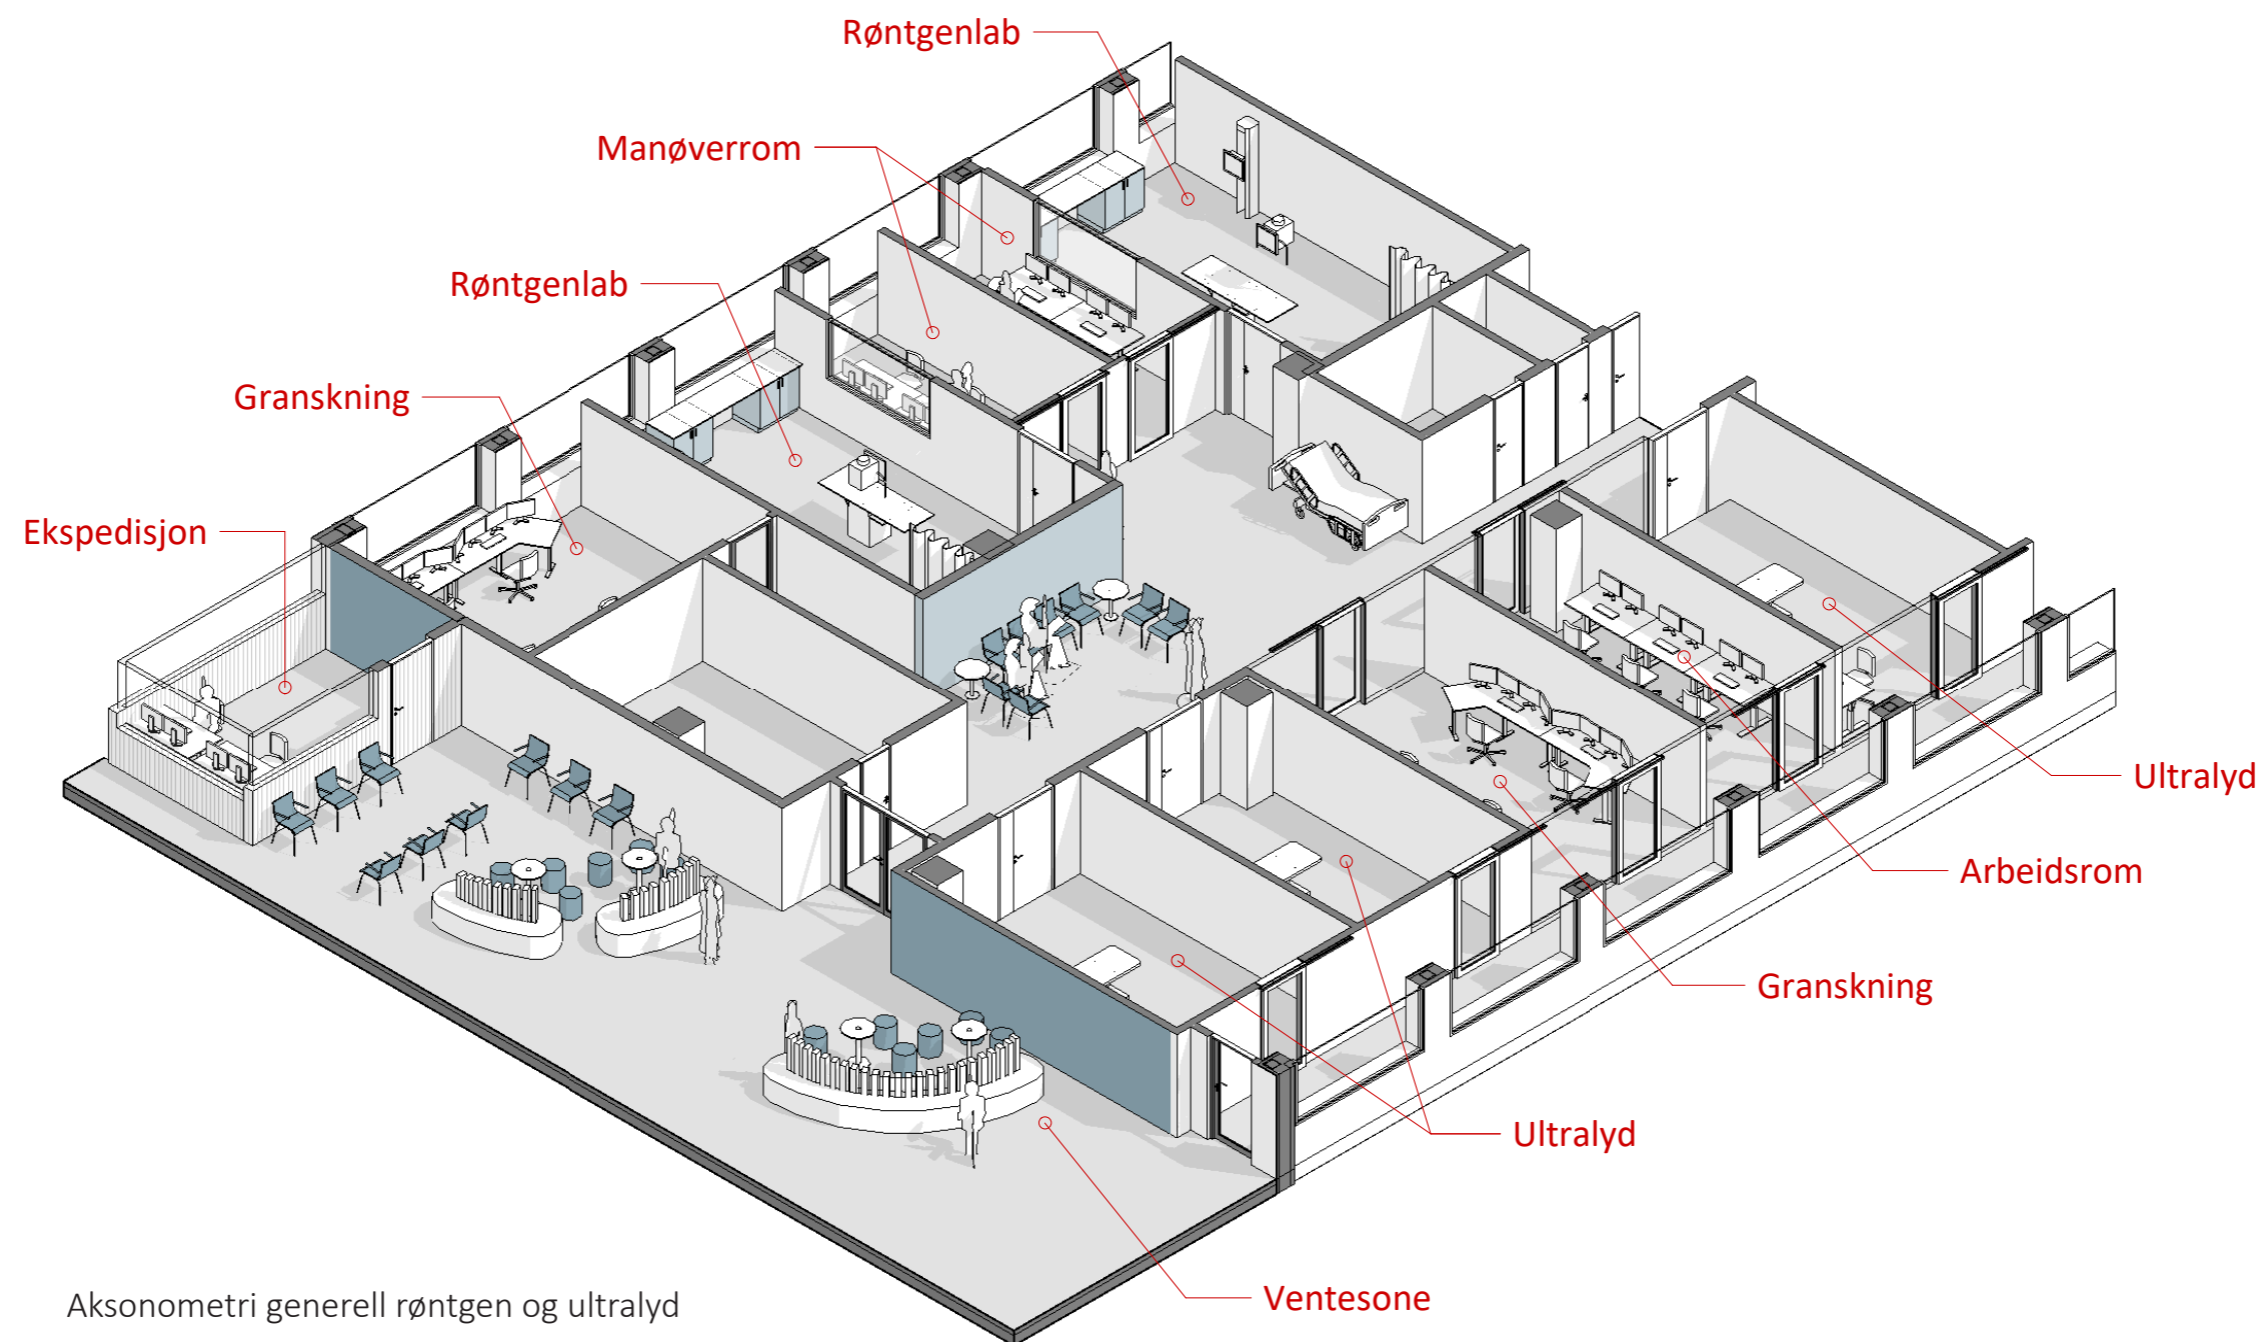 Røntgenlab
Manøverrom
Røntgenlab
Granskning
Ekspedisjon
Ultralyd
Arbeidsrom
Granskning
Ultralyd
Ventesone
Aksonometri generell røntgen og ultralyd